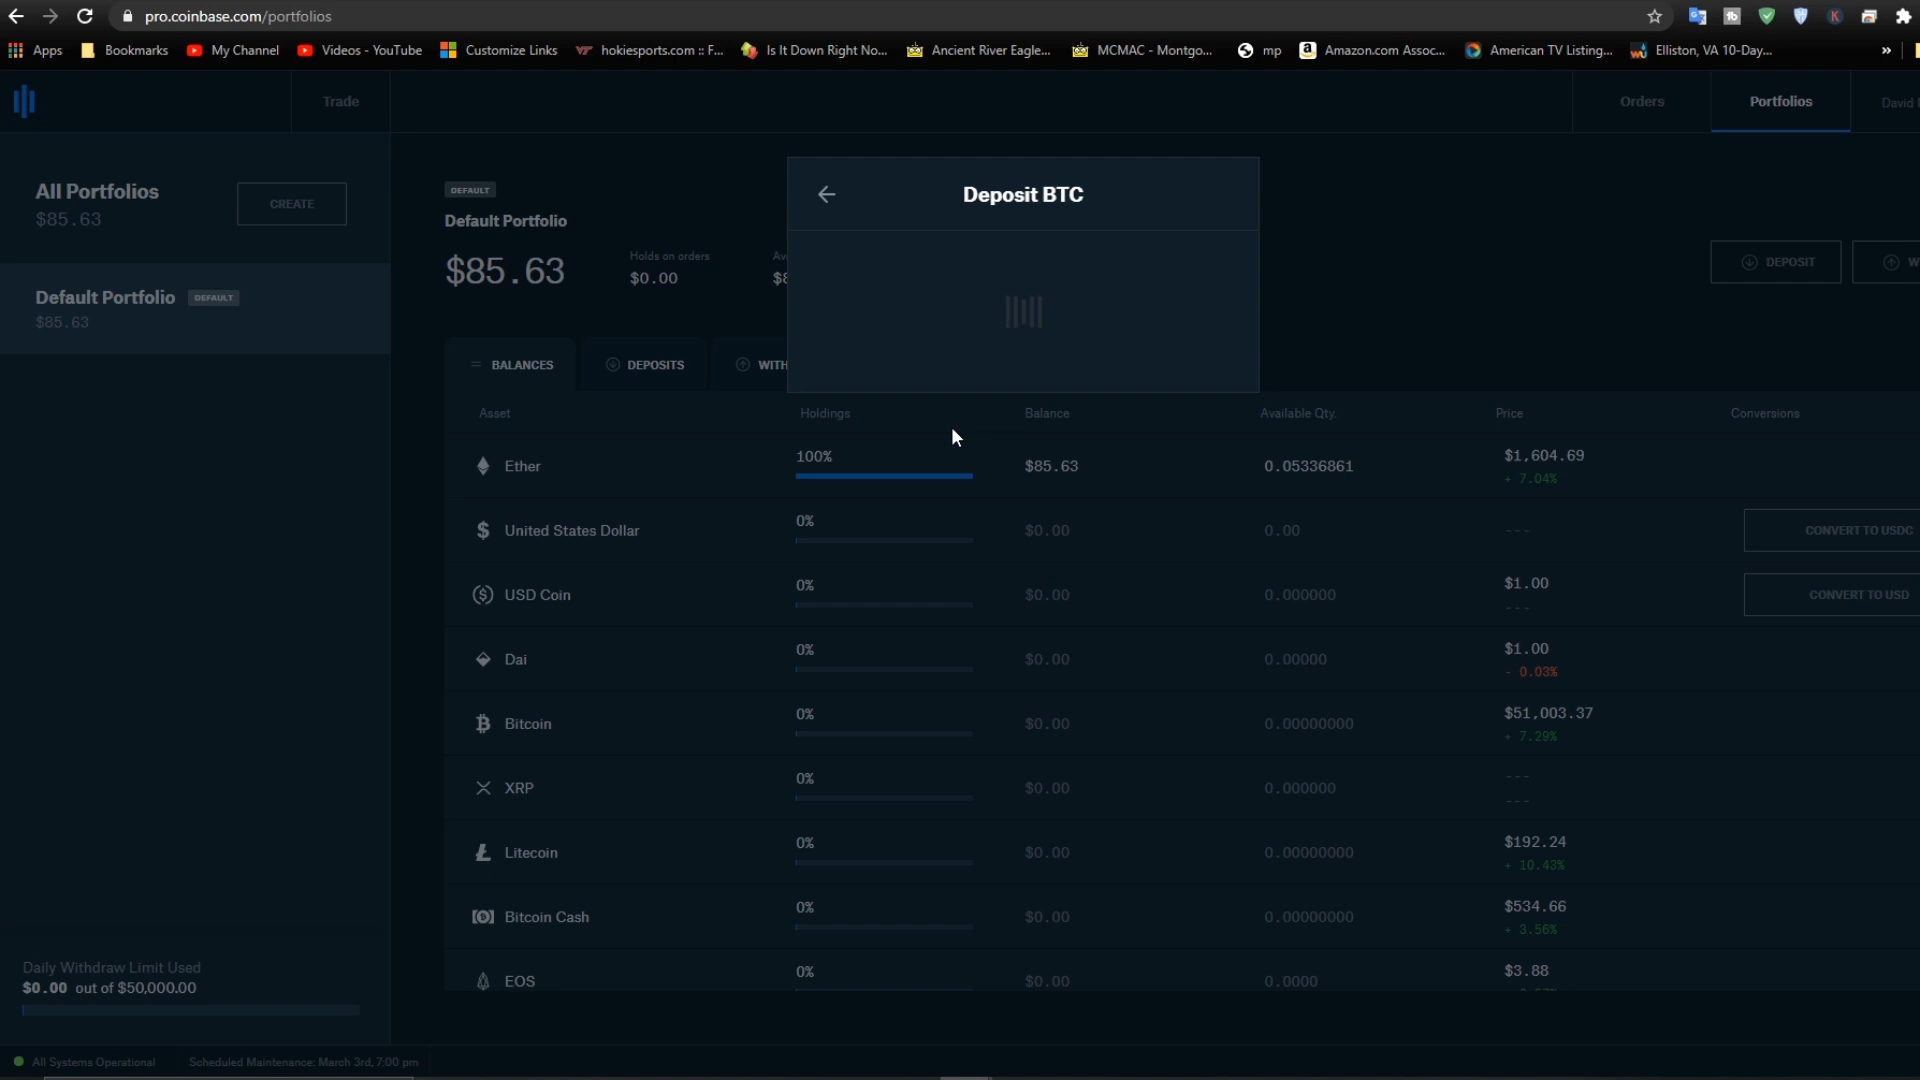 pro.coinbase.com/portfolios
Apps
Bookmarks
My Channel
Videos - YouTube
Customize Links
hokiesports.com :: F...
Is It Down Right No...
Ancient River Eagle...
MCMAC - Montgo...
mp
Amazon.com Assoc...
American TV Listing...
Elliston, VA 10-Day...
»
Trade
Orders
Portfolios
David
All Portfolios
$85.63
CREATE
Default Portfolio DEFAULT
$85.63
DEFAULT
Default Portfolio
$85.63
Holds on orders
$0.00
Deposit BTC
DEPOSIT
W
BALANCES
DEPOSITS
WITH
Asset Holdings Balance Available Qty. Price Conversions
Ether 100% $85.63 0.05336861 $1,604.69
+ 7.04%
United States Dollar 0% $0.00 0.00 --- CONVERT TO USDC
USD Coin 0% $0.00 0.000000 $1.00 CONVERT TO USD
---
Dai 0% $0.00 0.00000 $1.00
- 0.03%
Bitcoin 0% $0.00 0.00000000 $51,003.37
+ 7.29%
XRP 0% $0.00 0.000000 ---
---
Litecoin 0% $0.00 0.00000000 $192.24
+ 10.43%
Bitcoin Cash 0% $0.00 0.00000000 $534.66
+ 3.56%
EOS 0% $0.00 0.0000 $3.88
Daily Withdraw Limit Used
$0.00 out of $50,000.00
All Systems Operational
Scheduled Maintenance: March 3rd, 7:00 pm